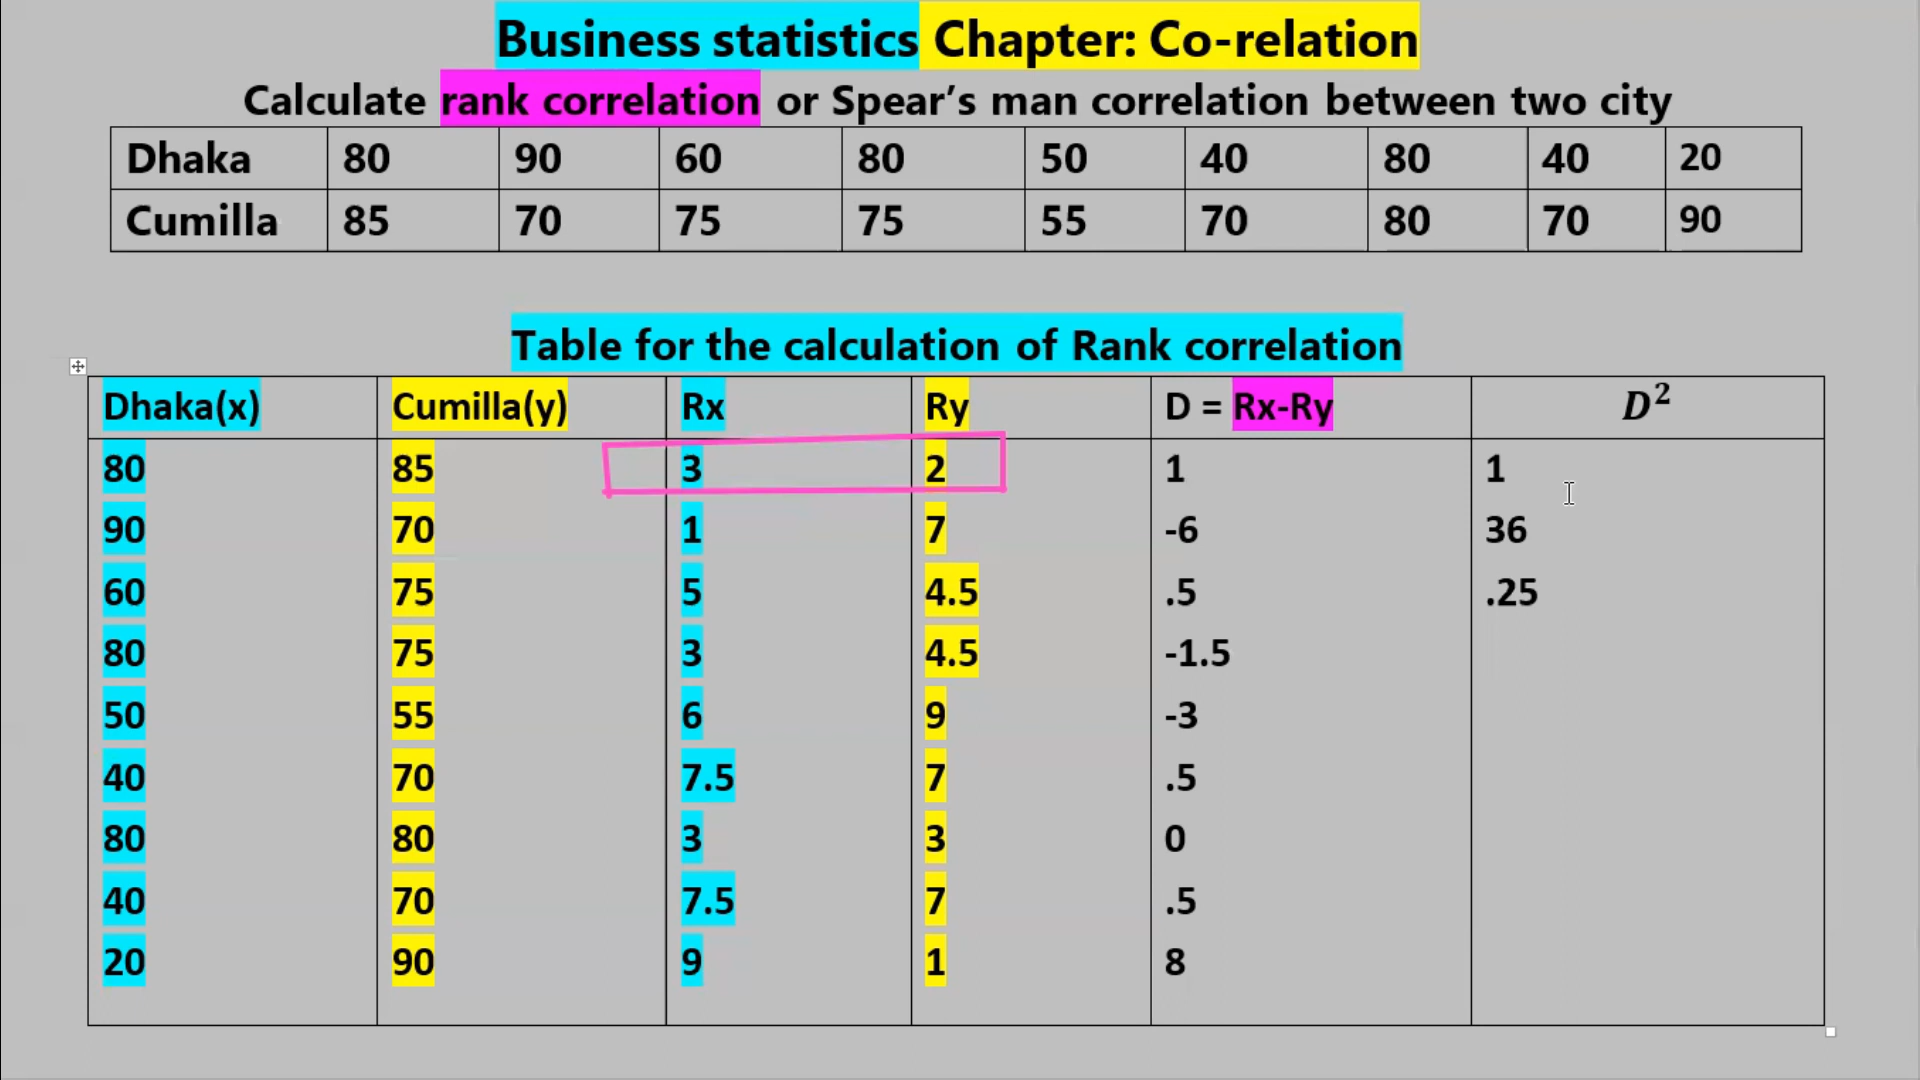 Business statistics Chapter: Co-relation
Calculate rank correlation or Spear’s man correlation between two city
Dhaka 80 90 60 80 50 40 80 40 20
Cumilla 85 70 75 75 55 70 80 70 90
Table for the calculation of Rank correlation
Dhaka(x) Cumilla(y) Rx Ry D = Rx-Ry D²
80 85 3 2 1 1
90 70 1 7 -6 36
60 75 5 4.5 .5 .25
80 75 3 4.5 -1.5
50 55 6 9 -3
40 70 7.5 7 .5
80 80 3 3 0
40 70 7.5 7 .5
20 90 9 1 8